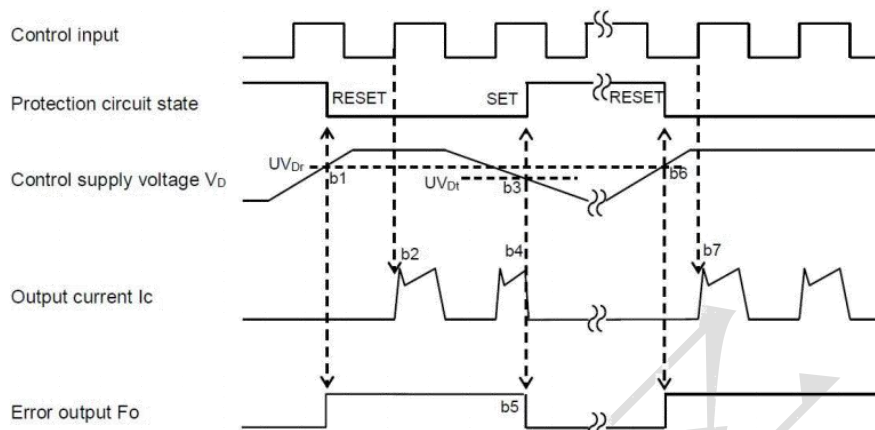 Control input
Protection circuit state
RESET
SET
RESET
Control supply voltage VD
UVDr
b1
UVDt
b3
b6
Output current Ic
b2
b4
b7
Error output Fo
b5